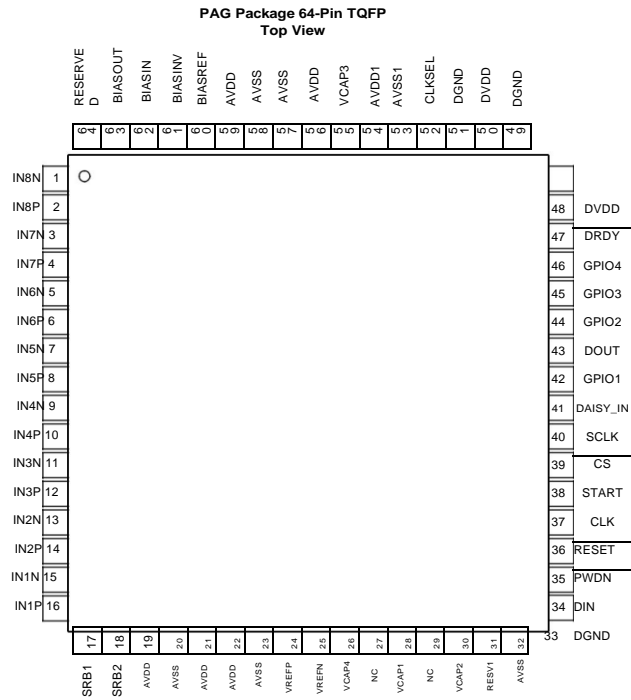 PAG Package 64-Pin TQFP
Top View
RESERVE
D
BIASOUT
BIASIN
BIASINV
BIASREF
AVDD
AVSS
AVSS
AVDD
VCAP3
AVDD1
AVSS1
CLKSEL
DGND
DVDD
DGND
64
63
62
61
60
59
58
57
56
55
54
53
52
51
50
49
IN8N 1
IN8P 2
IN7N 3
IN7P 4
IN6N 5
IN6P 6
IN5N 7
IN5P 8
IN4N 9
IN4P 10
IN3N 11
IN3P 12
IN2N 13
IN2P 14
IN1N 15
IN1P 16
48 DVDD
47 DRDY
46 GPIO4
45 GPIO3
44 GPIO2
43 DOUT
42 GPIO1
41 DAISY_IN
40 SCLK
39 CS
38 START
37 CLK
36 RESET
35 PWDN
34 DIN
33 DGND
17
18
19
20
21
22
23
24
25
26
27
28
29
30
31
32
SRB1
SRB2
AVDD
AVSS
AVDD
AVDD
AVSS
VREFP
VREFN
VCAP4
NC
VCAP1
NC
VCAP2
RESV1
AVSS